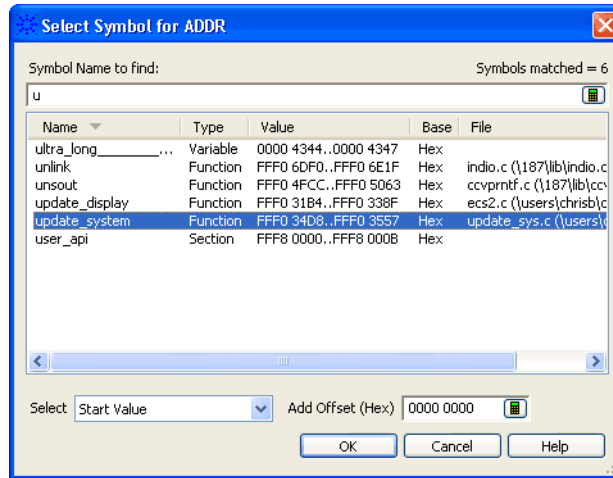 Select Symbol for ADDR
Symbol Name to find: Symbols matched = 6
u
Name Type Value Base File
ultra_long________... Variable 0000 4344..0000 4347 Hex
unlink Function FFF0 6DF0..FFF0 6E1F Hex indio.c (\187\lib\indio.c
unsout Function FFF0 4FCC..FFF0 5063 Hex ccvprntf.c (\187\lib\ccv
update_display Function FFF0 31B4..FFF0 338F Hex ecs2.c (\users\chrisb\c
update_system Function FFF0 34D8..FFF0 3557 Hex update_sys.c (\users\c
user_api Section FFF8 0000..FFF8 000B Hex
Select Start Value Add Offset (Hex) 0000 0000
OK Cancel Help